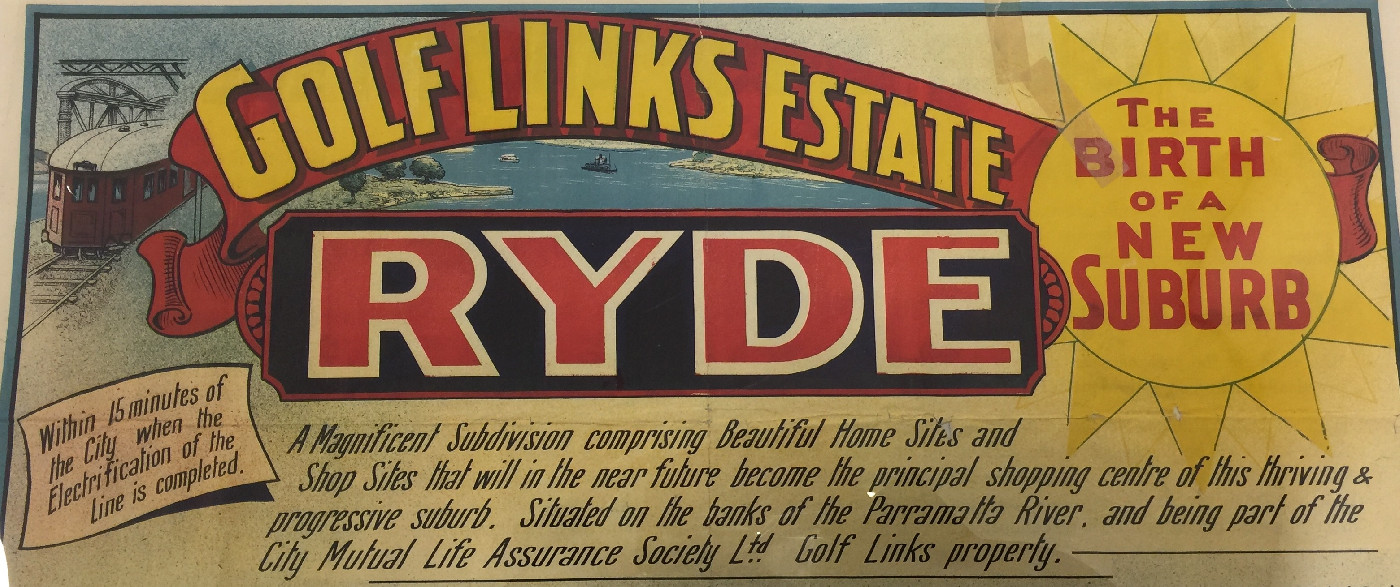 GOLF LINKS ESTATE
THE
BIRTH
OF A
NEW
SUBURB
RYDE
Within 15 minutes of
the City when the
Electrification of the
line is completed.
A Magnificent Subdivision comprising Beautiful Home Sites and
Shop Sites that will in the near future become the principal shopping centre of this thriving &
progressive suburb. Situated on the banks of the Parramatta River, and being part of the
City Mutual Life Assurance Society Ltd Golf Links property.